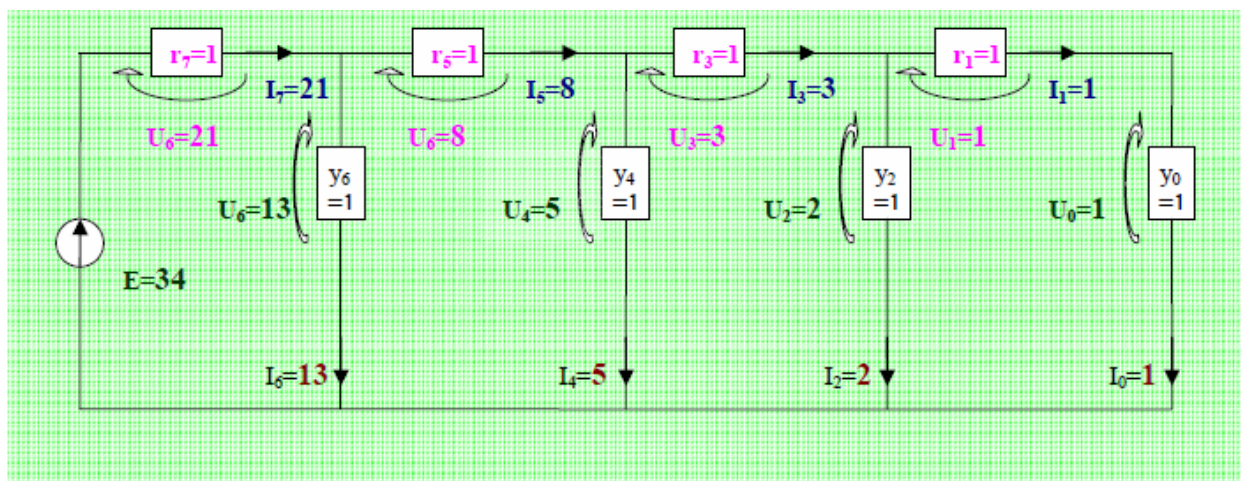 r₇=1 r₅=1 r₃=1 r₁=1
I₇=21 I₅=8 I₃=3 I₁=1
U₆=21 U₆=8 U₃=3 U₁=1
y₆ y₄ y₂ y₀
=1 =1 =1 =1
U₆=13 U₄=5 U₂=2 U₀=1
E=34
I₆=13 I₄=5 I₂=2 I₀=1